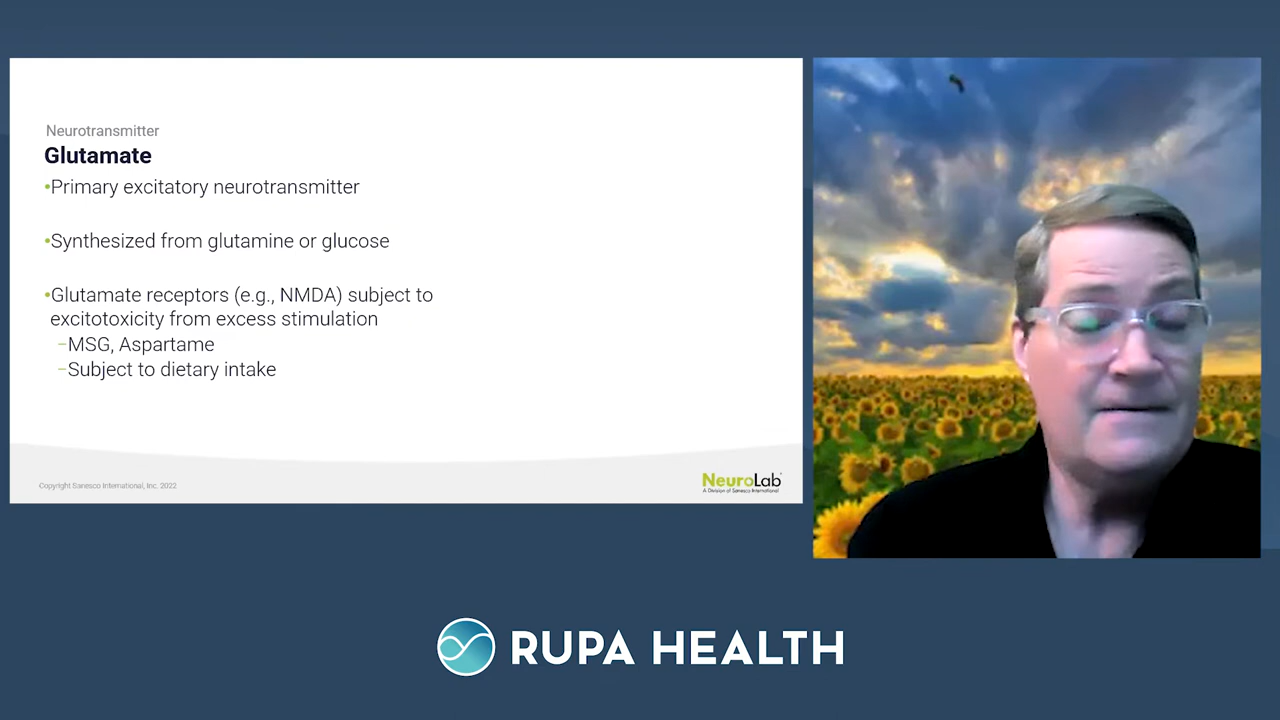 Neurotransmitter
Glutamate
•Primary excitatory neurotransmitter
•Synthesized from glutamine or glucose
•Glutamate receptors (e.g., NMDA) subject to
excitotoxicity from excess stimulation
–MSG, Aspartame
–Subject to dietary intake
Copyright Sanesco International, Inc. 2022
NeuroLab
A Division of Sanesco International
RUPA HEALTH